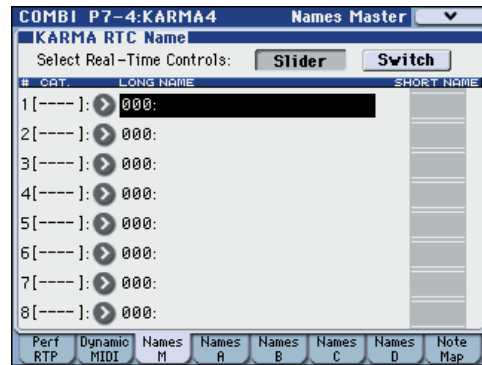 COMBI P7-4:KARMA4 Names Master
KARMA RTC Name
Select Real-Time Controls: Slider Switch
# CAT. LONG NAME SHORT NAME
1[---- ]: 000:
2[---- ]: 000:
3[---- ]: 000:
4[---- ]: 000:
5[---- ]: 000:
6[---- ]: 000:
7[---- ]: 000:
8[---- ]: 000:
Perf RTP Dynamic MIDI Names M Names A Names B Names C Names D Note Map